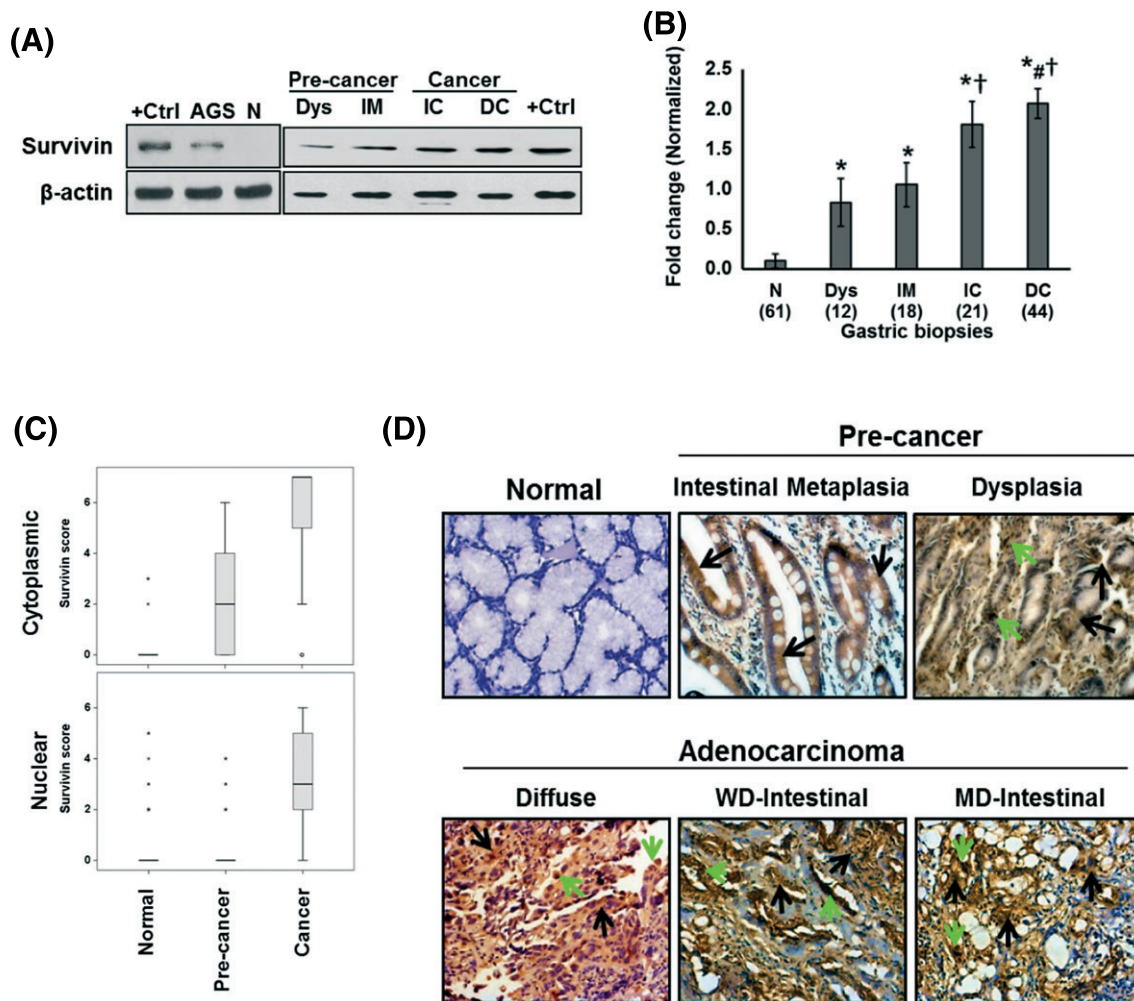 (A)
Pre-cancer Cancer
+Ctrl AGS N Dys IM IC DC +Ctrl
Survivin
β-actin
(B)
Fold change (Normalized)
2.5
2.0
1.5
1.0
0.5
0.0
* * *† *#†
N Dys IM IC DC
(61) (12) (18) (21) (44)
Gastric biopsies
(C)
Cytoplasmic
Survivin score
6
4
2
0
Nuclear
Survivin score
6
4
2
0
Normal
Pre-cancer
Cancer
(D)
Pre-cancer
Normal Intestinal Metaplasia Dysplasia
Adenocarcinoma
Diffuse WD-Intestinal MD-Intestinal